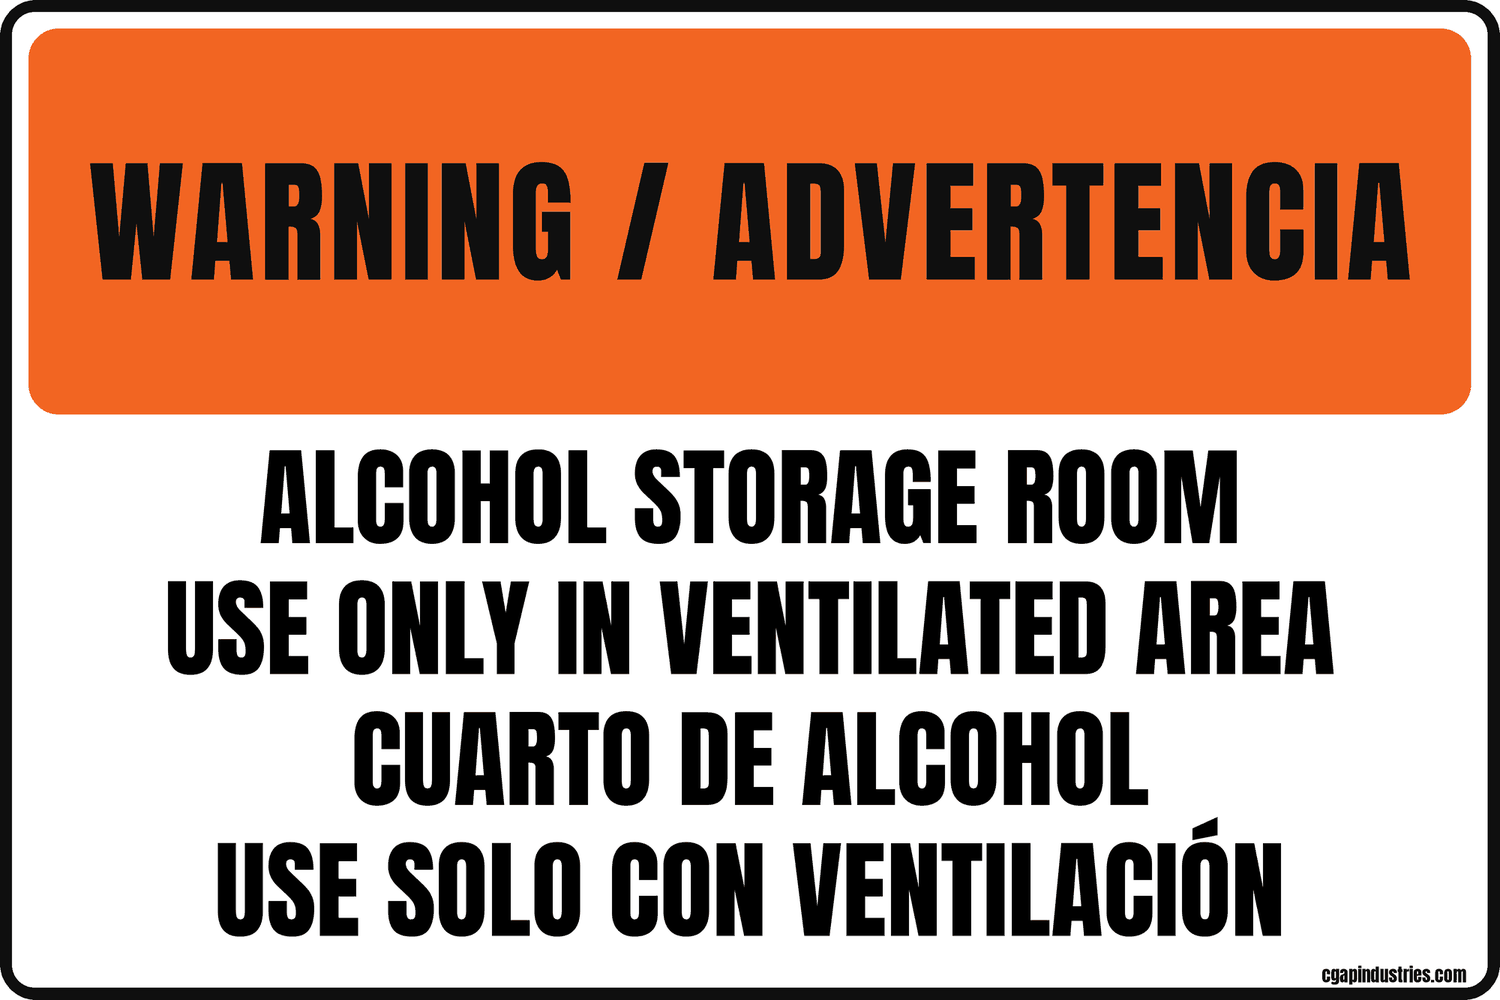 WARNING / ADVERTENCIA
ALCOHOL STORAGE ROOM
USE ONLY IN VENTILATED AREA
CUARTO DE ALCOHOL
USE SOLO CON VENTILACIÓN
cgapindustries.com